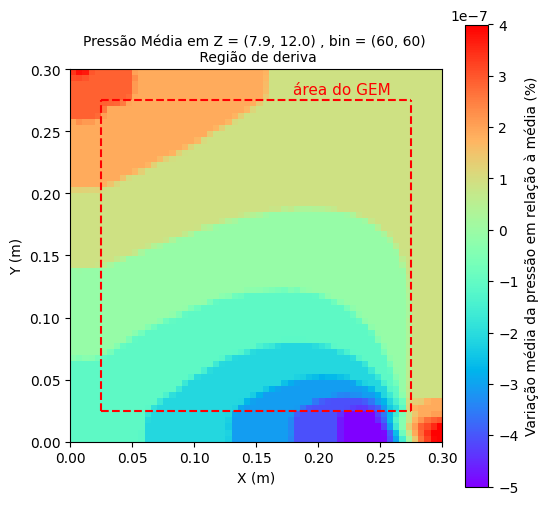 Pressão Média em Z = (7.9, 12.0) , bin = (60, 60)
Região de deriva
1e−7
área do GEM
0.30
0.25
0.20
0.15
0.10
0.05
0.00
Y (m)
0.00 0.05 0.10 0.15 0.20 0.25 0.30
X (m)
4
3
2
1
0
−1
−2
−3
−4
−5
Variação média da pressão em relação à média (%)